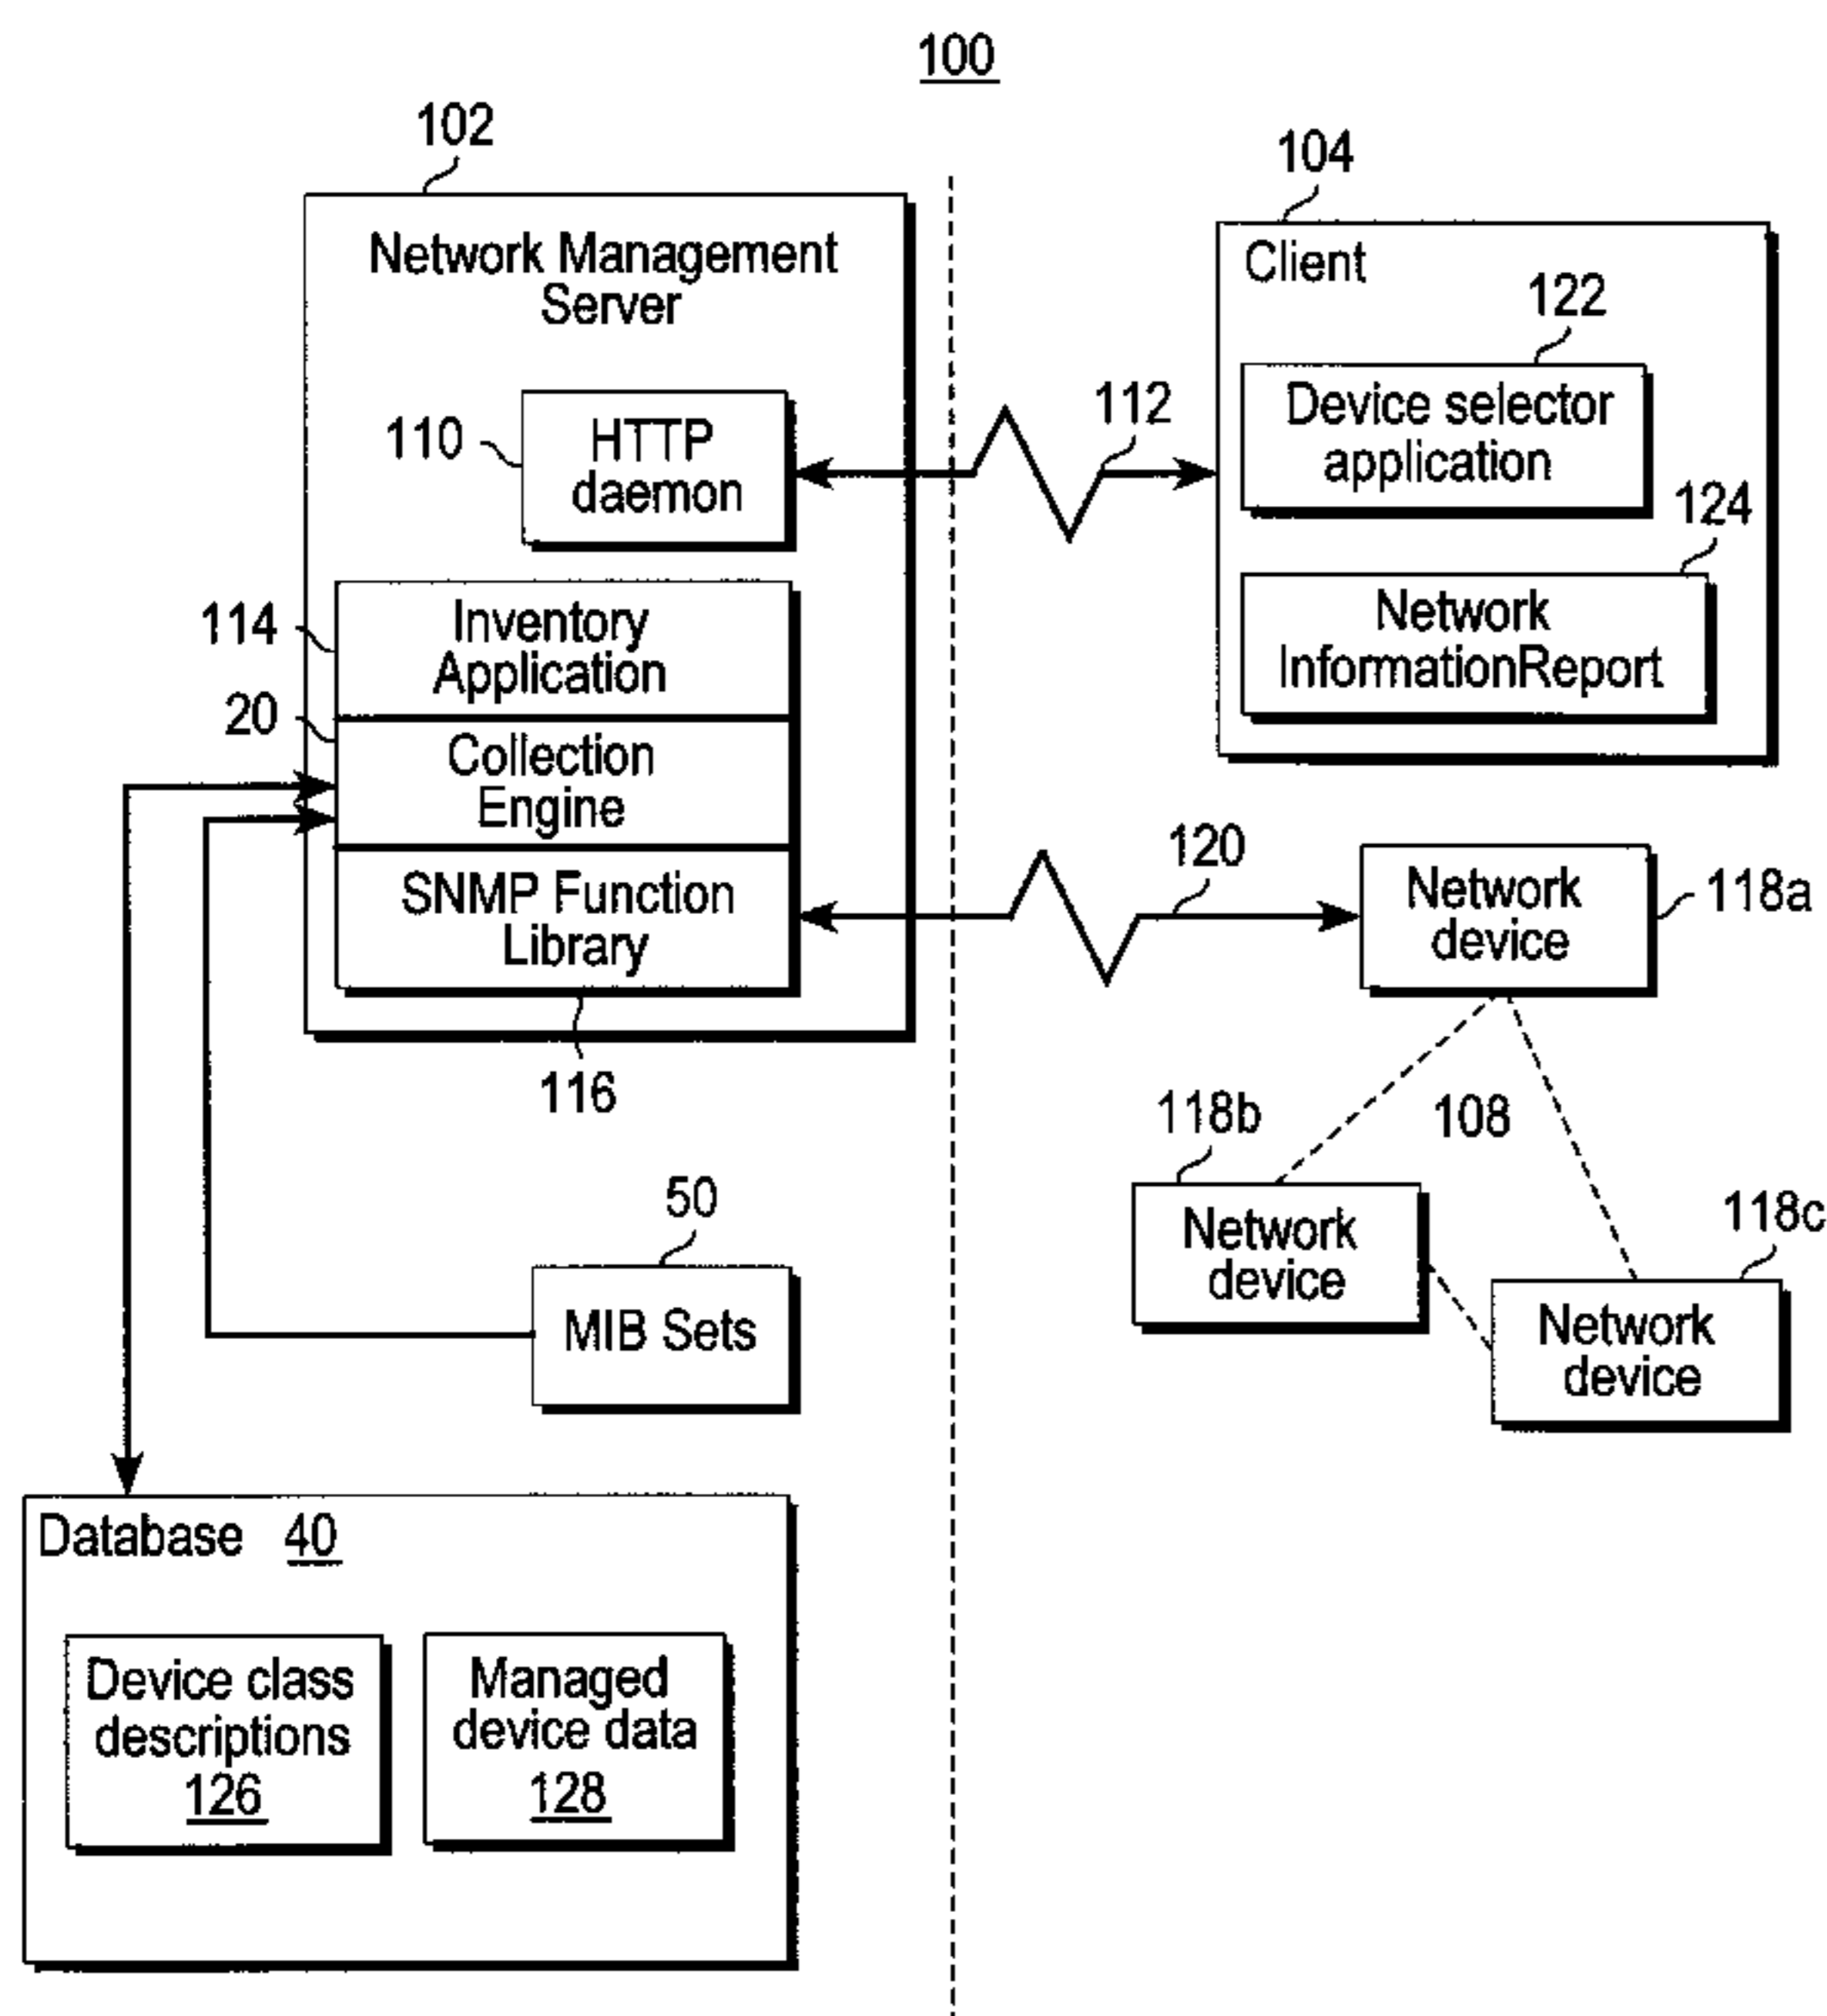 100
102
Network Management
Server
110
HTTP
daemon
114
Inventory
Application
20
Collection
Engine
SNMP Function
Library
116
112
104
Client
122
Device selector
application
124
Network
InformationReport
120
Network
device
118a
108
118b
Network
device
118c
Network
device
50
MIB Sets
Database 40
Device class
descriptions
126
Managed
device data
128